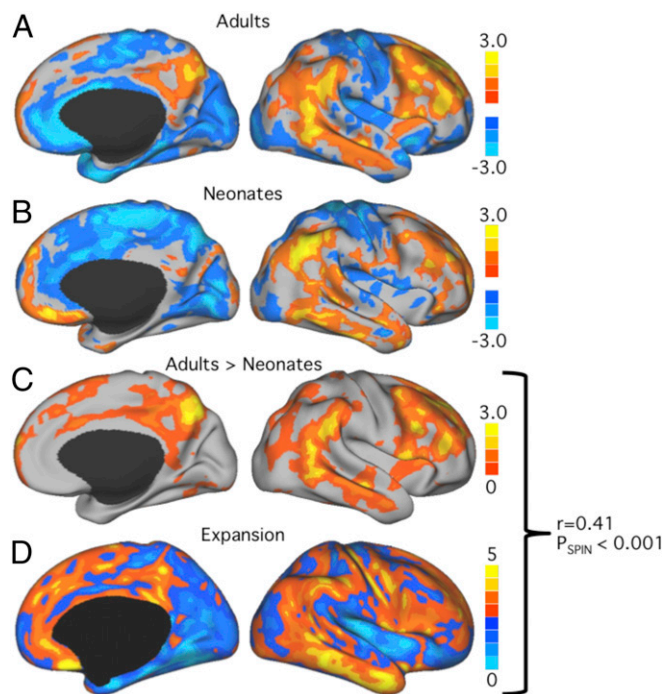 A
Adults
3.0
-3.0
B
Neonates
3.0
-3.0
C
Adults > Neonates
3.0
0
D
Expansion
5
0
r=0.41
P_SPIN < 0.001